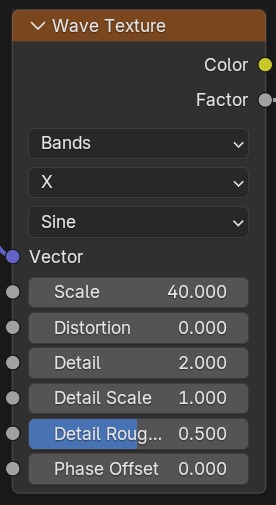 Wave Texture
Color
Factor
Bands
X
Sine
Vector
Scale 40.000
Distortion 0.000
Detail 2.000
Detail Scale 1.000
Detail Roug... 0.500
Phase Offset 0.000